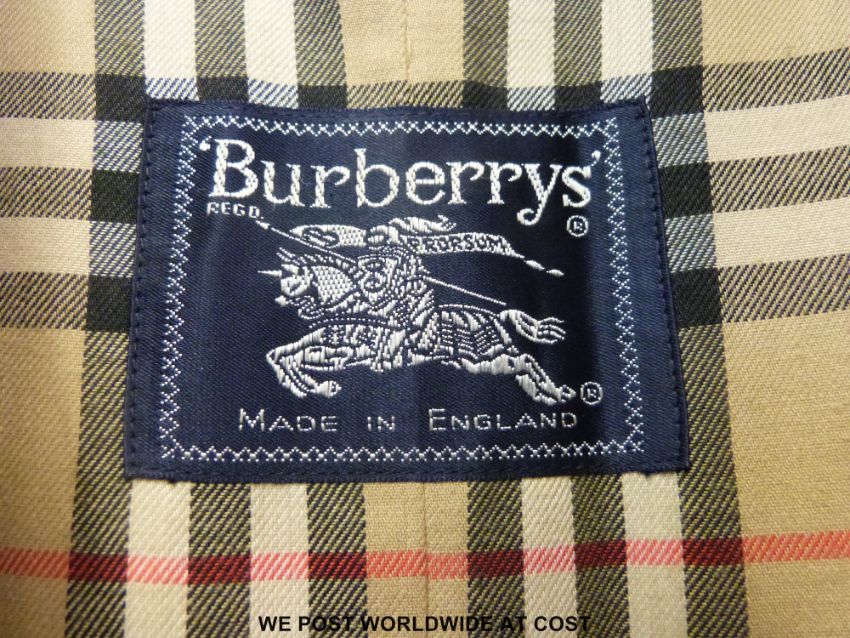 'Burberrys'
REGD.
®
PRORSUM
®
MADE IN ENGLAND
WE POST WORLDWIDE AT COST